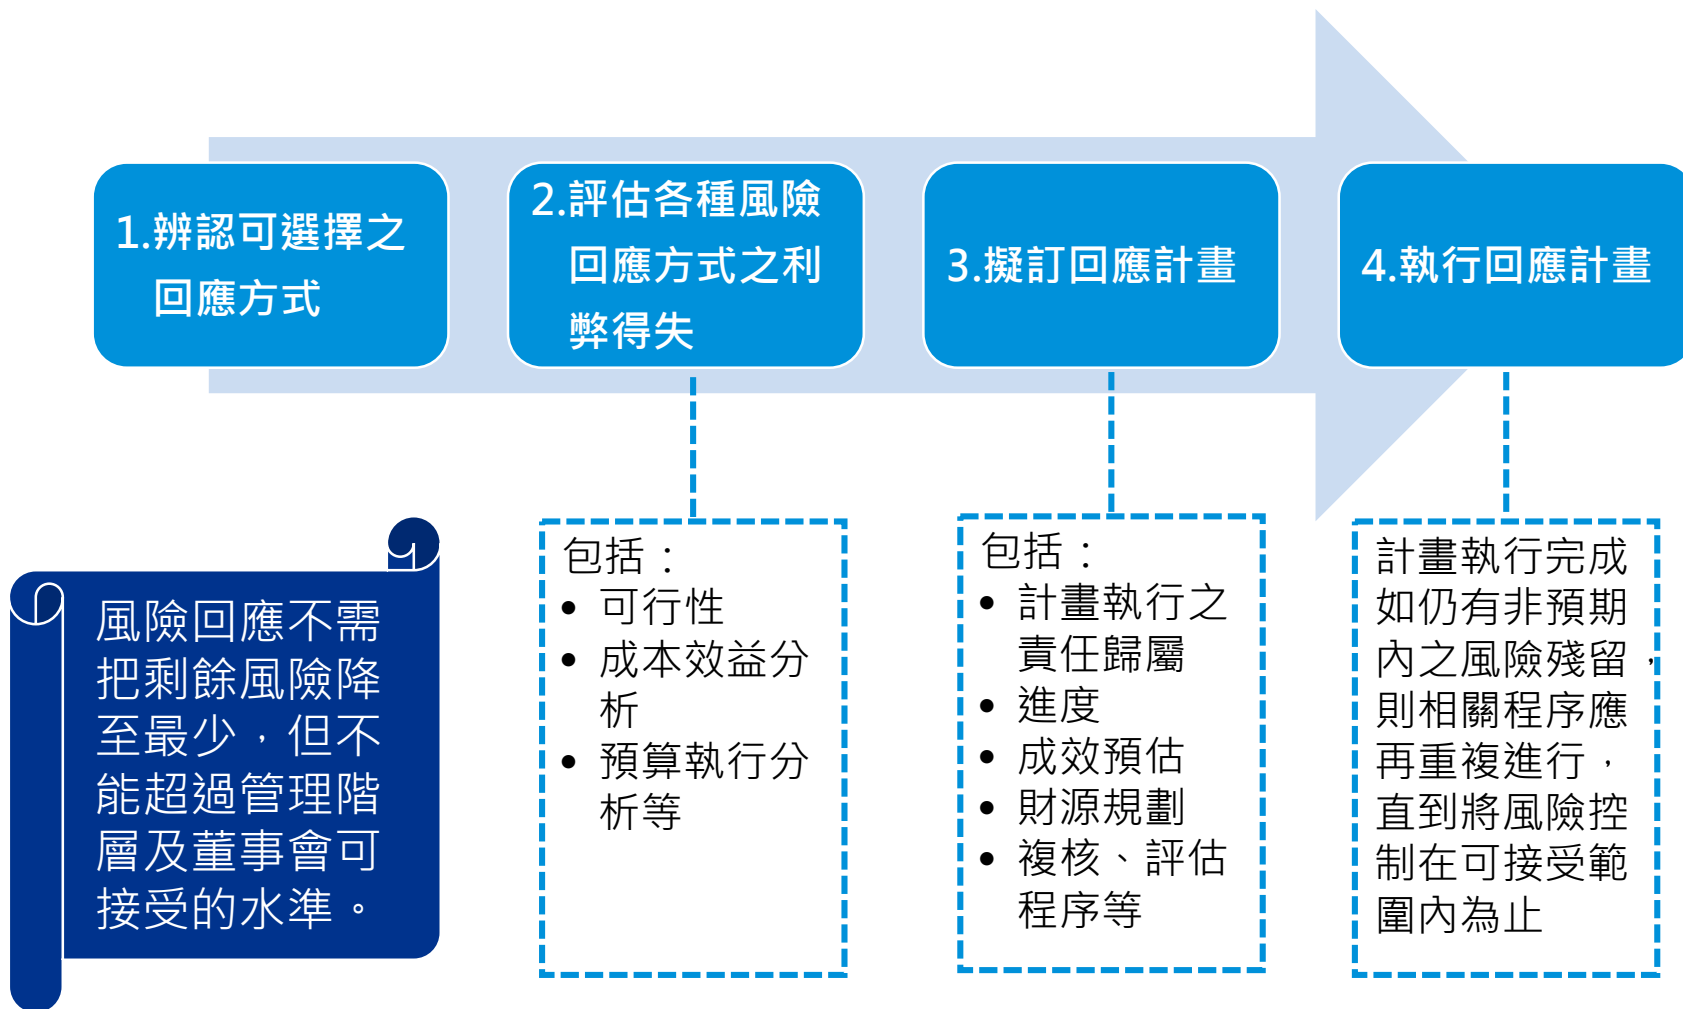 1.辨認可選擇之
回應方式
2.評估各種風險
回應方式之利
弊得失
3.擬訂回應計畫
4.執行回應計畫
風險回應不需
把剩餘風險降
至最少，但不
能超過管理階
層及董事會可
接受的水準。
包括：
• 可行性
• 成本效益分
析
• 預算執行分
析等
包括：
• 計畫執行之
責任歸屬
• 進度
• 成效預估
• 財源規劃
• 複核、評估
程序等
計畫執行完成
如仍有非預期
內之風險殘留，
則相關程序應
再重複進行，
直到將風險控
制在可接受範
圍內為止